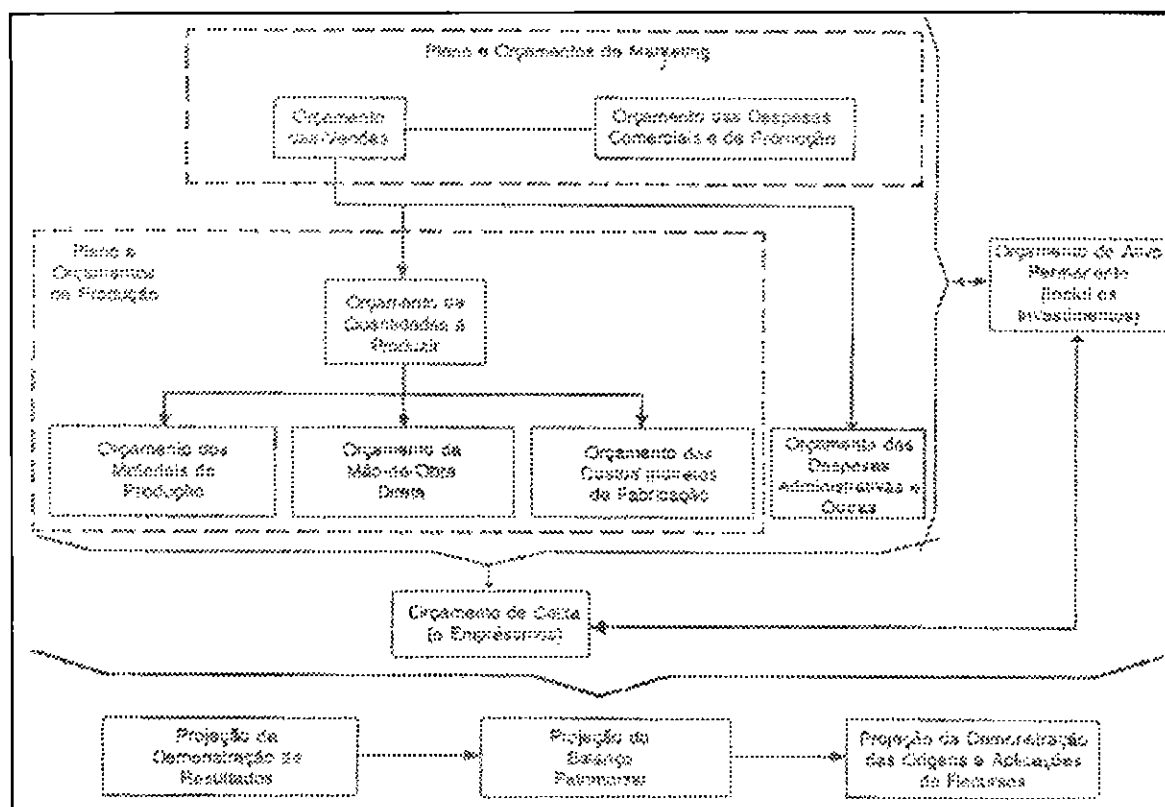 Plano e Orçamentos de Marketing
Orçamento
das Vendas
Orçamento das Despesas
Comerciais e de Promoção
Plano e
Orçamentos
de Produção
Orçamento de
Quantidades a
Produzir
Orçamento de Ativo
Permanente
(Inclui os
Investimentos)
Orçamento dos
Materiais de
Produção
Orçamento da
Mão-de-Obra
Direta
Orçamento dos
Custos Indiretos
de Fabricação
Orçamento das
Despesas
Administrativas e
Outras
Orçamento de Caixa
(e Empréstimos)
Projeção da
Demonstração de
Resultados
Projeção do
Balanço
Patrimonial
Projeção da Demonstração
das Origens e Aplicações
de Recursos